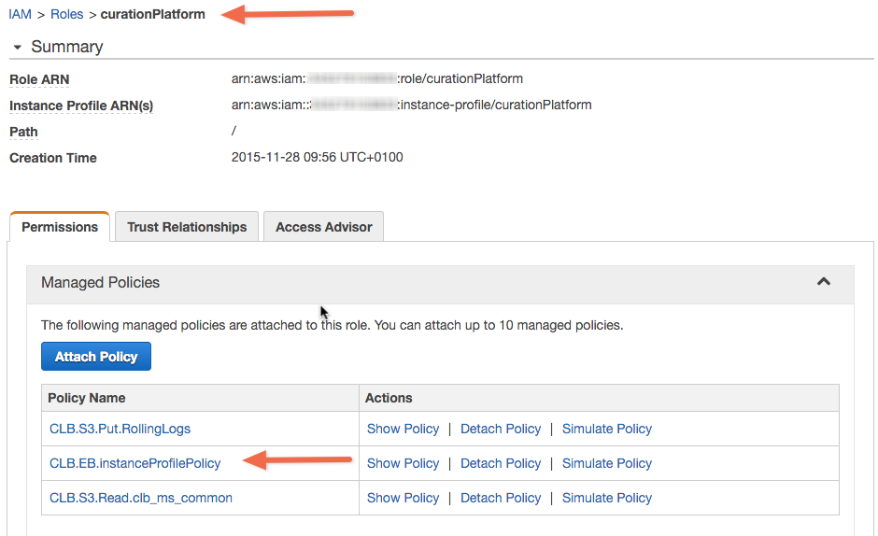 IAM > Roles > curationPlatform
Summary
Role ARN arn:aws:iam: :role/curationPlatform
Instance Profile ARN(s) arn:aws:iam:: :instance-profile/curationPlatform
Path /
Creation Time 2015-11-28 09:56 UTC+0100
Permissions Trust Relationships Access Advisor
Managed Policies
The following managed policies are attached to this role. You can attach up to 10 managed policies.
Attach Policy
Policy Name Actions
CLB.S3.Put.RollingLogs Show Policy | Detach Policy | Simulate Policy
CLB.EB.instanceProfilePolicy Show Policy | Detach Policy | Simulate Policy
CLB.S3.Read.clb_ms_common Show Policy | Detach Policy | Simulate Policy